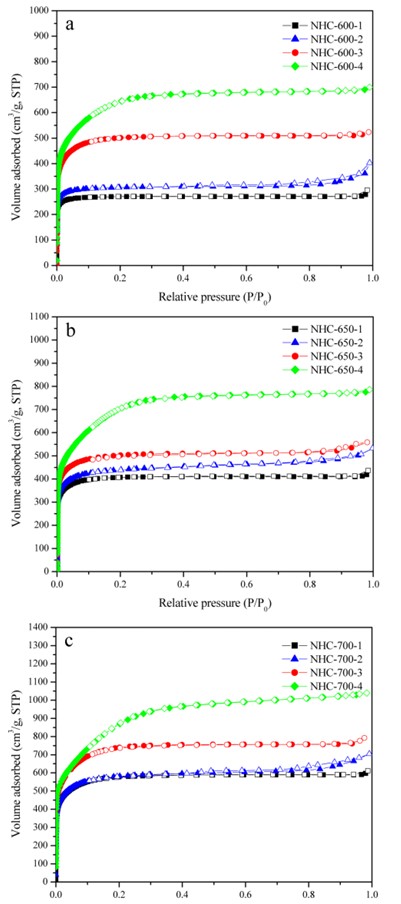 a
NHC-600-1
NHC-600-2
NHC-600-3
NHC-600-4
Volume adsorbed (cm³/g, STP)
1000
900
800
700
600
500
400
300
200
100
0
0.0 0.2 0.4 0.6 0.8 1.0
Relative pressure (P/P₀)
b
NHC-650-1
NHC-650-2
NHC-650-3
NHC-650-4
Volume adsorbed (cm³/g, STP)
1100
1000
900
800
700
600
500
400
300
200
100
0
0.0 0.2 0.4 0.6 0.8 1.0
Relative pressure (P/P₀)
c
NHC-700-1
NHC-700-2
NHC-700-3
NHC-700-4
Volume adsorbed (cm³/g, STP)
1400
1300
1200
1100
1000
900
800
700
600
500
400
300
200
100
0
0.0 0.2 0.4 0.6 0.8 1.0